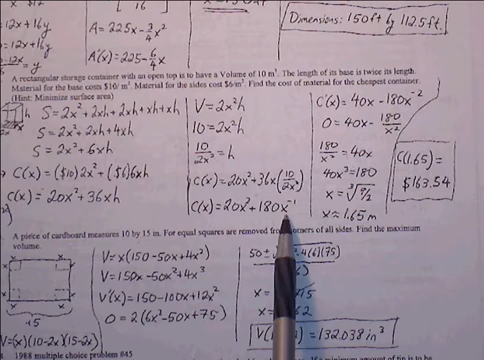 = 12x+16y
A = 225x - 3/4 x²
A'(x) = 225 - 6/4 x
Dimensions: 150ft by 112.5ft.
A rectangular storage container with an open top is to have a Volume of 10 m³. The length of its base is twice its length.
Material for the base costs $10/ m². Material for the sides cost $6/m². Find the cost of material for the cheapest container.
(Hint: Minimize surface area)
S = 2x² + 2xh + 2xh + xh + xh
S = 2x² + 2xh + 4xh
S = 2x² + 6xh
C(x) = ($10)2x² + ($6)6xh
C(x) = 20x² + 36xh
V = 2x²h
10 = 2x²h
10/2x² = h
C(x) = 20x² + 36x(10/2x²)
C(x) = 20x² + 180x⁻¹
C'(x) = 40x - 180x⁻²
0 = 40x - 180/x²
180/x² = 40x
40x³ = 180
x = ³√9/2
x ≈ 1.65m
C(1.65) =
$163.54
A piece of cardboard measures 10 by 15 in. For equal squares are removed from corners of all sides. Find the maximum
volume.
x x
15
V = (x)(10-2x)(15-2x)
V = x(150 - 50x + 4x²)
V = 150x - 50x² + 4x³
V'(x) = 150 - 100x + 12x²
0 = 2(6x² - 50x + 75)
= 132.038 in³
1988 multiple choice problem #45